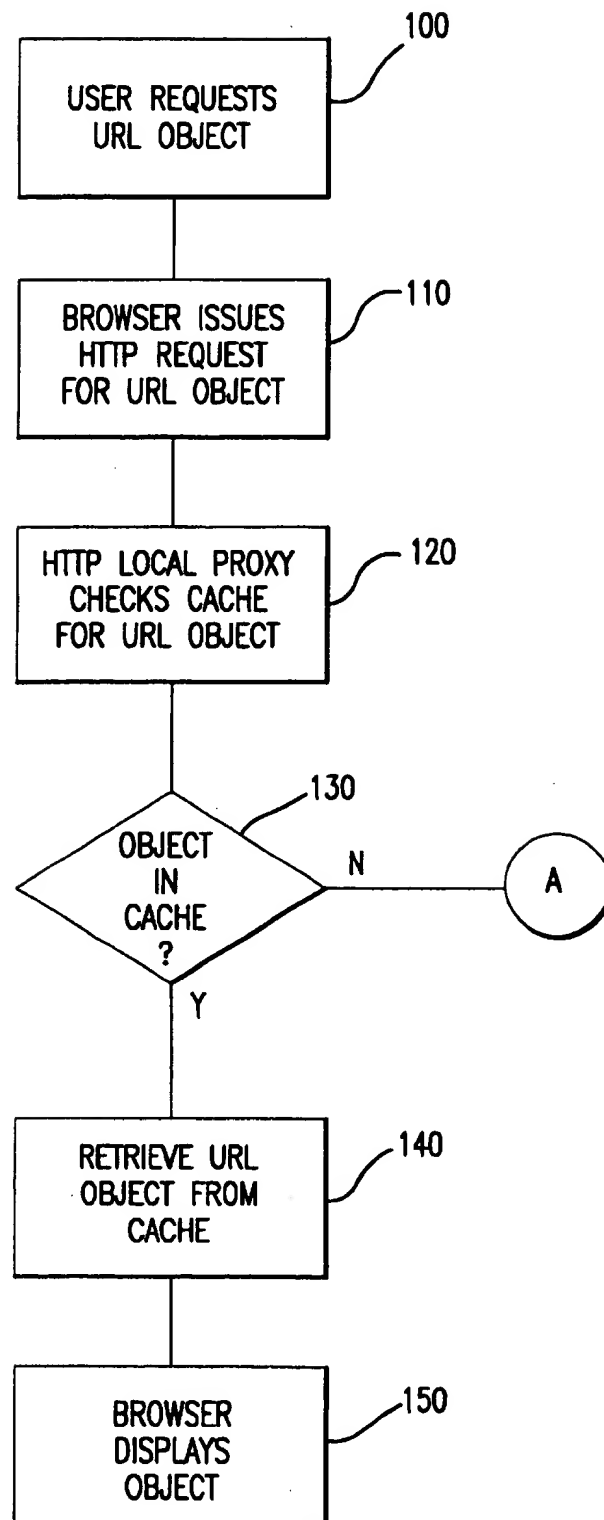 100
USER REQUESTS
URL OBJECT
110
BROWSER ISSUES
HTTP REQUEST
FOR URL OBJECT
120
HTTP LOCAL PROXY
CHECKS CACHE
FOR URL OBJECT
130
OBJECT
IN
CACHE
?
N
A
Y
140
RETRIEVE URL
OBJECT FROM
CACHE
150
BROWSER
DISPLAYS
OBJECT